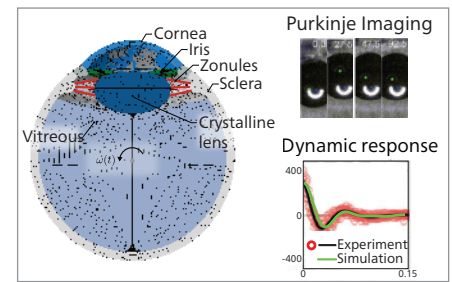 Cornea
Iris
Zonules
Sclera
Vitreous
Crystalline
lens
ω(t)
Purkinje Imaging
Dynamic response
400
0
-400
Experiment
Simulation
0
0.15